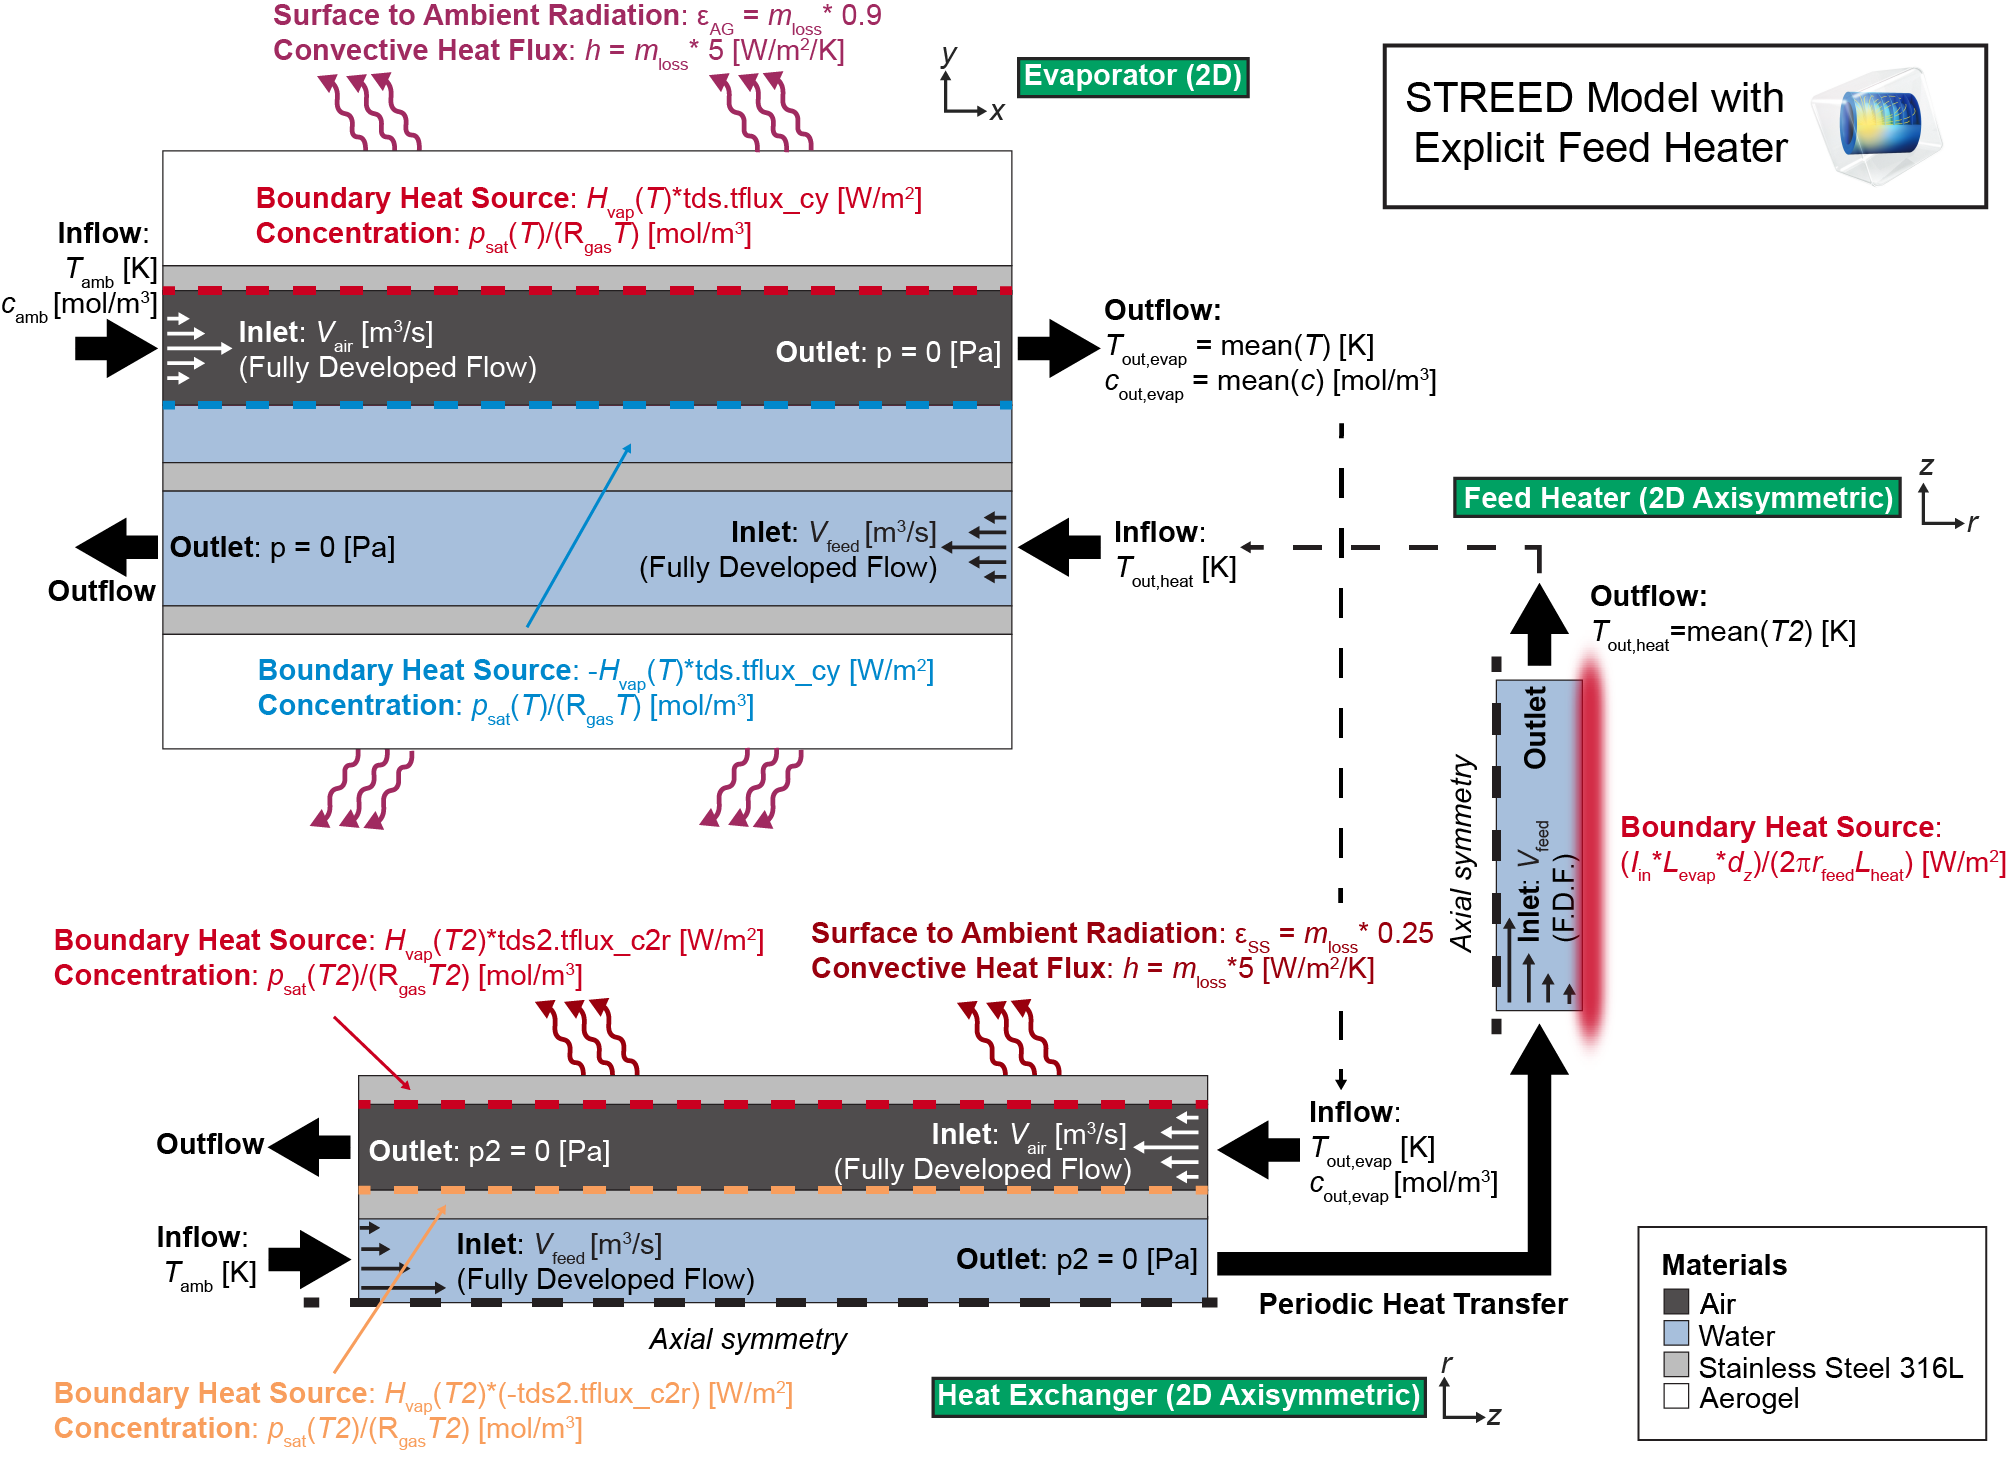 Surface to Ambient Radiation: εAG = mloss* 0.9
Convective Heat Flux: h = mloss* 5 [W/m²/K]
y
x
Evaporator (2D)
STREED Model with
Explicit Feed Heater
Boundary Heat Source: Hvap(T)*tds.tflux_cy [W/m²]
Concentration: psat(T)/(RgasT) [mol/m³]
Inflow:
Tamb [K]
camb [mol/m³]
Inlet: Vair [m³/s]
(Fully Developed Flow)
Outlet: p = 0 [Pa]
Outflow:
Tout,evap = mean(T) [K]
cout,evap = mean(c) [mol/m³]
Outlet: p = 0 [Pa]
Outflow
Inlet: Vfeed [m³/s]
(Fully Developed Flow)
Inflow:
Tout,heat [K]
Feed Heater (2D Axisymmetric)
z
r
Outflow:
Tout,heat=mean(T2) [K]
Boundary Heat Source: -Hvap(T)*tds.tflux_cy [W/m²]
Concentration: psat(T)/(RgasT) [mol/m³]
Axial symmetry
Outlet
Inlet: Vfeed
(F.D.F.)
Boundary Heat Source:
(Iin*Levap*dz)/(2πrfeedLheat) [W/m²]
Boundary Heat Source: Hvap(T2)*tds2.tflux_c2r [W/m²]
Concentration: psat(T2)/(RgasT2) [mol/m³]
Surface to Ambient Radiation: εSS = mloss* 0.25
Convective Heat Flux: h = mloss*5 [W/m²/K]
Outflow
Outlet: p2 = 0 [Pa]
Inlet: Vair [m³/s]
(Fully Developed Flow)
Inflow:
Tout,evap [K]
cout,evap [mol/m³]
Inflow:
Tamb [K]
Inlet: Vfeed [m³/s]
(Fully Developed Flow)
Outlet: p2 = 0 [Pa]
Periodic Heat Transfer
Axial symmetry
Boundary Heat Source: Hvap(T2)*(-tds2.tflux_c2r) [W/m²]
Concentration: psat(T2)/(RgasT2) [mol/m³]
Heat Exchanger (2D Axisymmetric)
r
z
Materials
Air
Water
Stainless Steel 316L
Aerogel